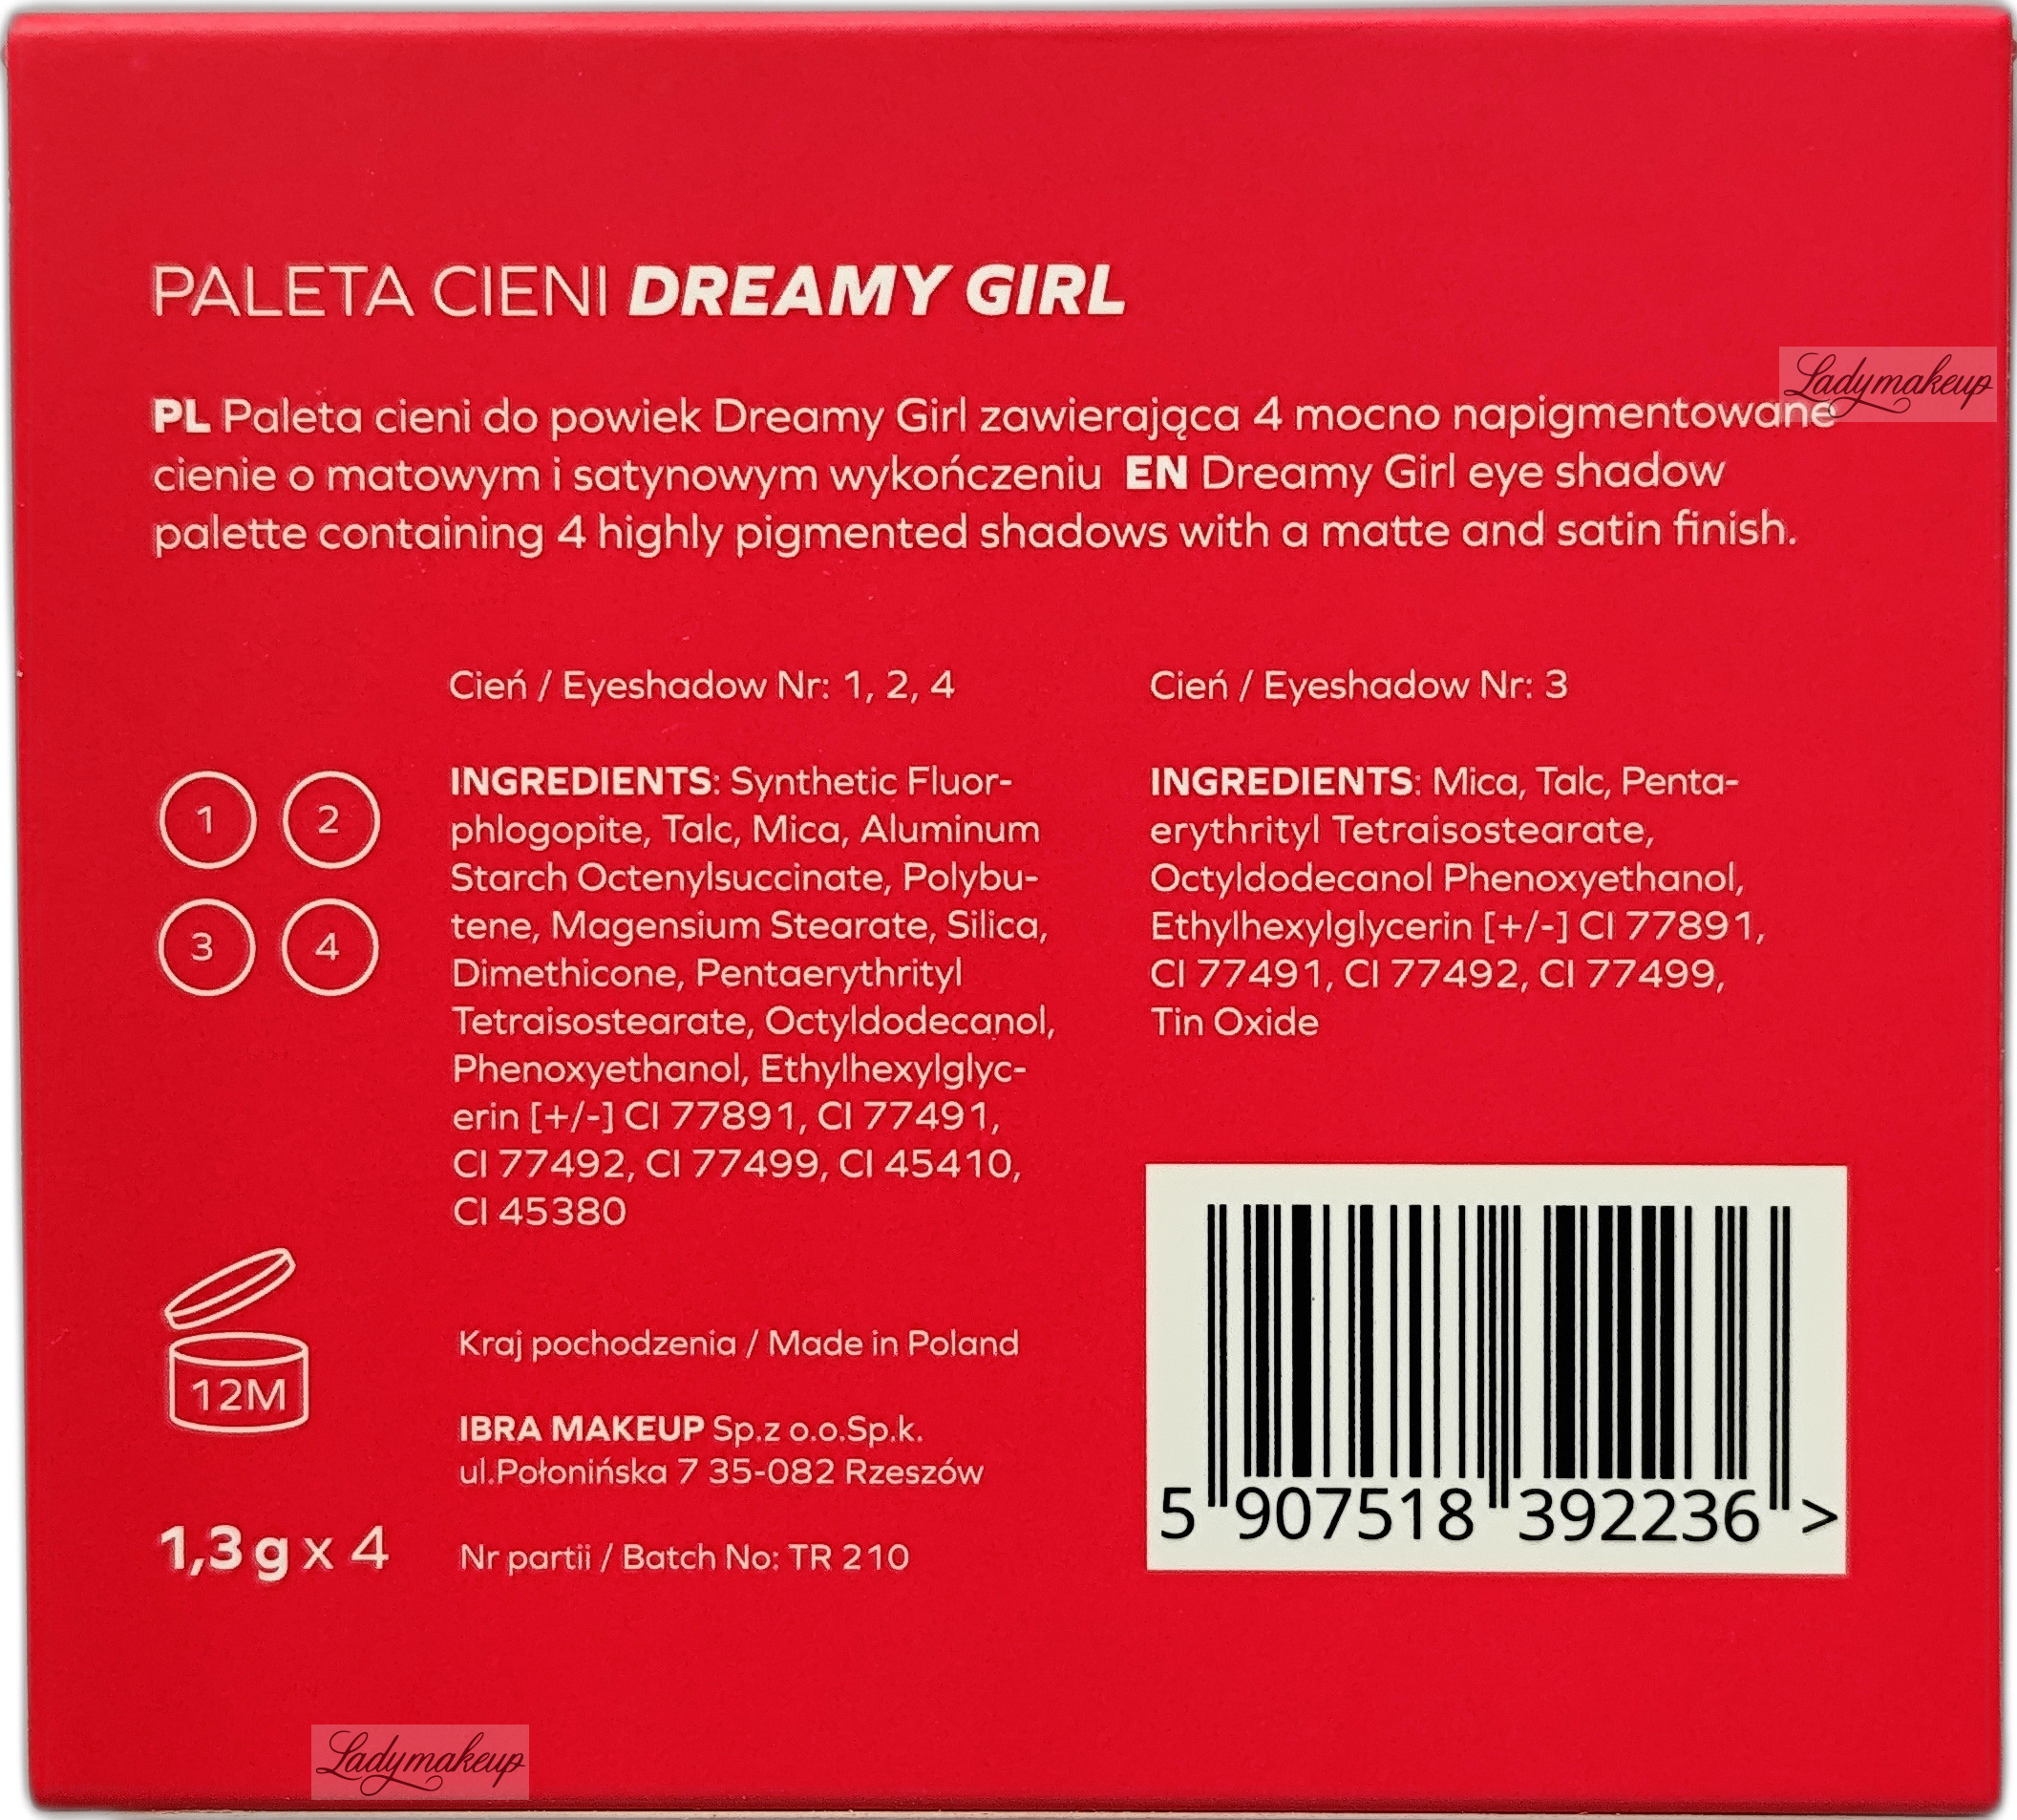 PALETA CIENI DREAMY GIRL
Ladymakeup
PL Paleta cieni do powiek Dreamy Girl zawierająca 4 mocno napigmentowane
cienie o matowym i satynowym wykończeniu EN Dreamy Girl eye shadow
palette containing 4 highly pigmented shadows with a matte and satin finish.
1 2
3 4
Cień / Eyeshadow Nr: 1, 2, 4
INGREDIENTS: Synthetic Fluor-
phlogopite, Talc, Mica, Aluminum
Starch Octenylsuccinate, Polybu-
tene, Magensium Stearate, Silica,
Dimethicone, Pentaerythrityl
Tetraisostearate, Octyldodecanol,
Phenoxyethanol, Ethylhexylglyc-
erin [+/-] CI 77891, CI 77491,
CI 77492, CI 77499, CI 45410,
CI 45380
Cień / Eyeshadow Nr: 3
INGREDIENTS: Mica, Talc, Penta-
erythrityl Tetraisostearate,
Octyldodecanol Phenoxyethanol,
Ethylhexylglycerin [+/-] CI 77891,
CI 77491, CI 77492, CI 77499,
Tin Oxide
12M
1,3 g x 4
Kraj pochodzenia / Made in Poland
IBRA MAKEUP Sp.z o.o.Sp.k.
ul.Połonińska 7 35-082 Rzeszów
Nr partii / Batch No: TR 210
5 907518 392236 >
Ladymakeup